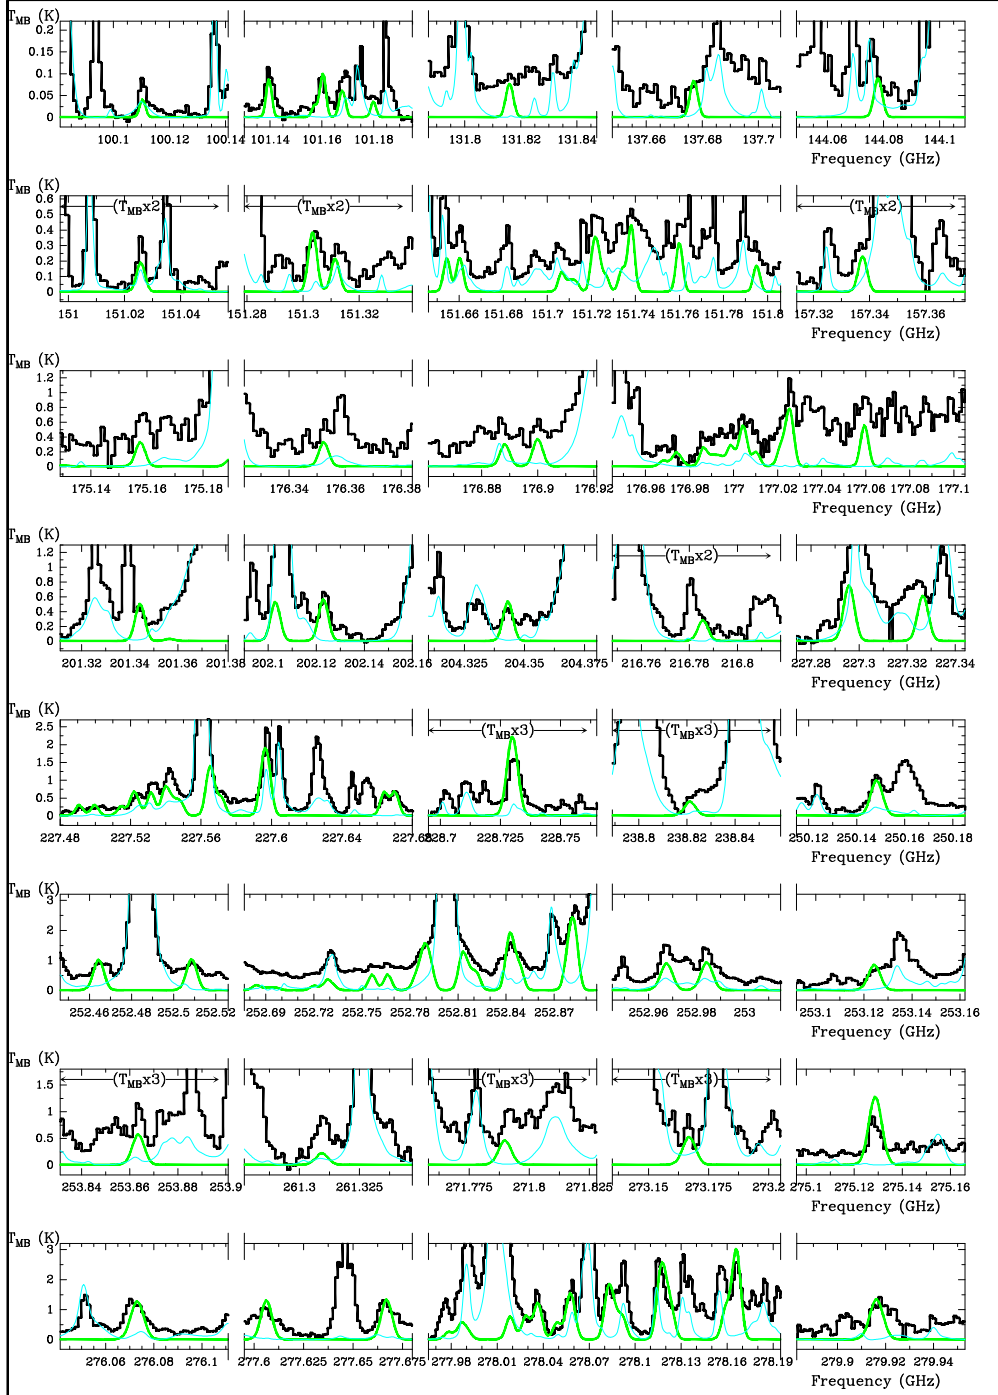 T_MB (K)
0.2
0.15
0.1
0.05
0
100.1 100.12 100.14 101.14 101.16 101.18 131.8 131.82 131.84 137.66 137.68 137.7 144.06 144.08 144.1
Frequency (GHz)
T_MB (K)
(T_MBx2) (T_MBx2) (T_MBx2)
0.6
0.5
0.4
0.3
0.2
0.1
0
151 151.02 151.04 151.28 151.3 151.32 151.66 151.68 151.7 151.72 151.74 151.76 151.78 151.8 157.32 157.34 157.36
Frequency (GHz)
T_MB (K)
1.2
1
0.8
0.6
0.4
0.2
0
175.14 175.16 175.18 176.34 176.36 176.38 176.88 176.9 176.92 176.96 176.98 177 177.02 177.04 177.06 177.08 177.1
Frequency (GHz)
T_MB (K)
(T_MBx2)
1.2
1
0.8
0.6
0.4
0.2
0
201.32 201.34 201.36 201.38 202.1 202.12 202.14 202.16 204.325 204.35 204.375 216.76 216.78 216.8 227.28 227.3 227.32 227.34
Frequency (GHz)
T_MB (K)
(T_MBx3) (T_MBx3)
2.5
2
1.5
1
0.5
0
227.48 227.52 227.56 227.6 227.64 227.68 228.7 228.725 228.75 238.8 238.82 238.84 250.12 250.14 250.16 250.18
Frequency (GHz)
T_MB (K)
3
2
1
0
252.46 252.48 252.5 252.52 252.69 252.72 252.75 252.78 252.81 252.84 252.87 252.96 252.98 253 253.1 253.12 253.14 253.16
Frequency (GHz)
T_MB (K)
(T_MBx3) (T_MBx3) (T_MBx3)
1.5
1
0.5
0
253.84 253.86 253.88 253.9 261.3 261.325 271.775 271.8 271.825 273.15 273.175 273.2 275.1 275.12 275.14 275.16
Frequency (GHz)
T_MB (K)
3
2
1
0
276.06 276.08 276.1 277.6 277.625 277.65 277.675 277.98 278.01 278.04 278.07 278.1 278.13 278.16 278.19 279.9 279.92 279.94
Frequency (GHz)